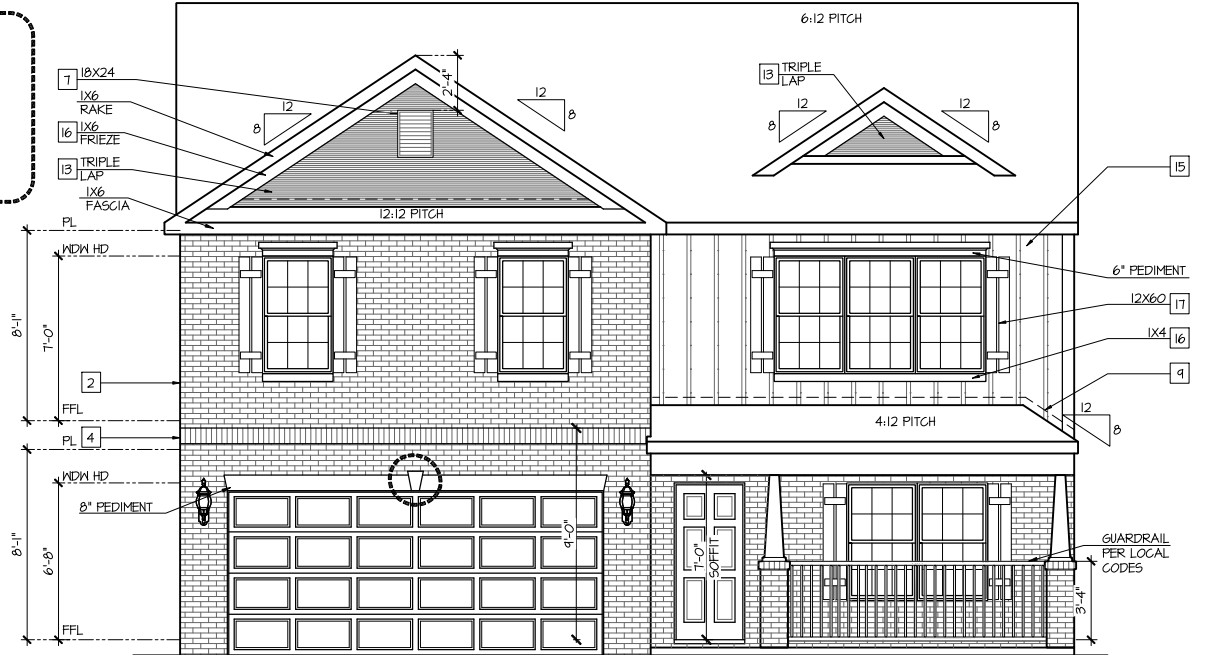 6:12 PITCH
7 18X24
2'-4"
13 TRIPLE
LAP
12
8
12
8
12
8
12
8
1X6
RAKE
16 1X6
FRIEZE
13 TRIPLE
LAP
1X6
FASCIA
15
12:12 PITCH
PL
WDW HD
6" PEDIMENT
12X60 17
8'-1"
7'-0"
1X4 16
9
2
12
8
4:12 PITCH
FFL
PL 4
WDW HD
8" PEDIMENT
8'-1"
6'-8"
9'-0"
7'-0"
SOFFIT
GUARDRAIL
PER LOCAL
CODES
3'-4"
FFL